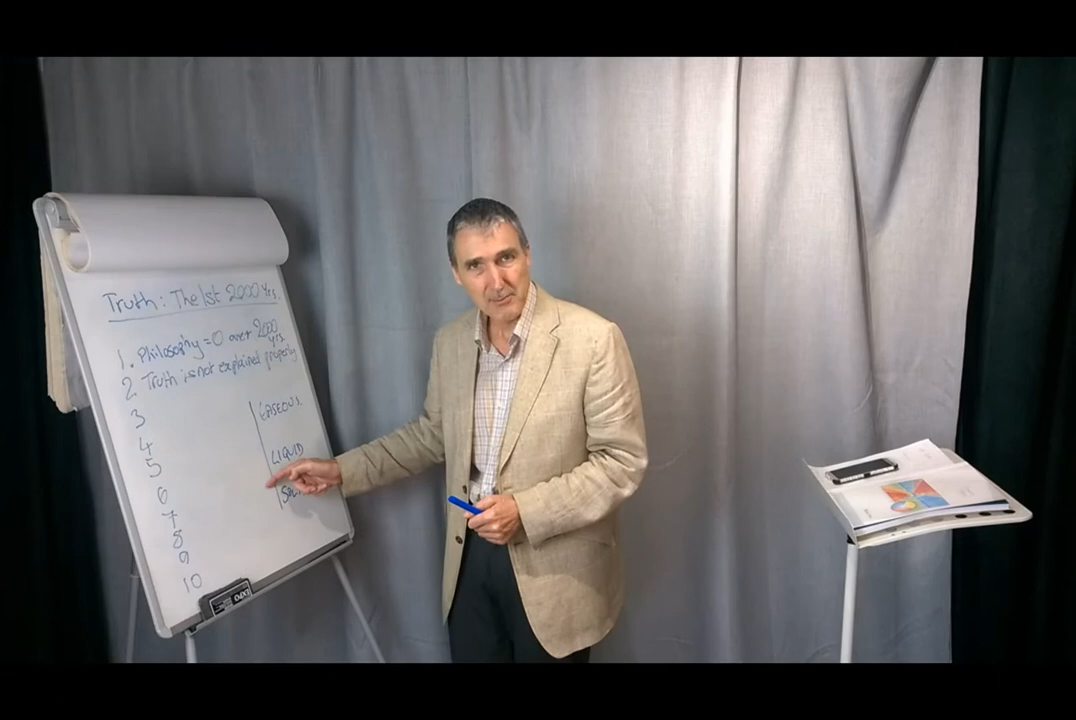 Truth: The 1st 2000 Yrs.
1. Philosophy = 0 over 2000 yrs
2. Truth is not explained properly
3
4
5
6
7
8
9
10
GASEOUS.
LIQUID